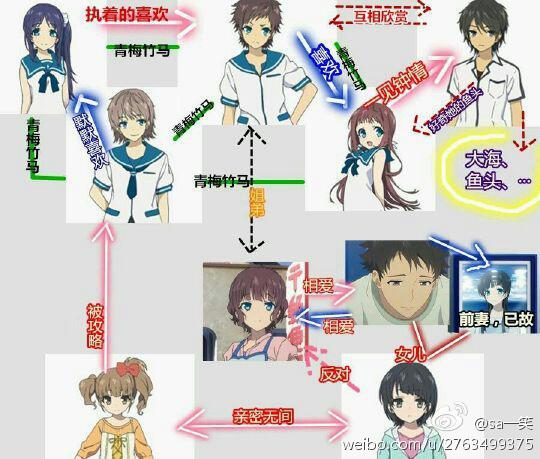 执着的喜欢
互相欣赏
青梅竹马
青梅竹马
喜欢
一见钟情
好奇她的鱼头
大海、
鱼头、…
默默喜欢
青梅竹马
青梅竹马
青梅竹马
姐弟
相爱
相爱
前妻,已故
被攻略
女儿
反对
亲密无间
@sa一笑
weibo.com/u/2763499375